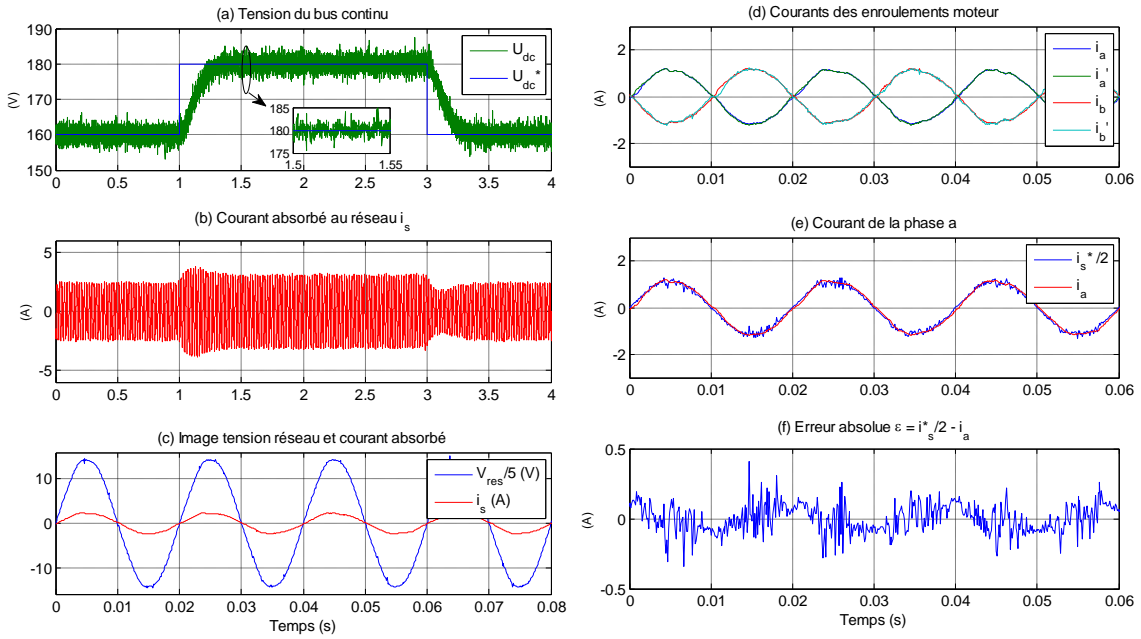 (a) Tension du bus continu
190
180
170
160
150
(V)
U_dc
U_dc*
185
180
175
1.5 1.55
0 0.5 1 1.5 2 2.5 3 3.5 4
(b) Courant absorbé au réseau i_s
5
0
-5
(A)
0 0.5 1 1.5 2 2.5 3 3.5 4
(c) Image tension réseau et courant absorbé
10
0
-10
V_res/5 (V)
i_s (A)
0 0.01 0.02 0.03 0.04 0.05 0.06 0.07 0.08
Temps (s)
(d) Courants des enroulements moteur
2
0
-2
(A)
i_a
i_a'
i_b
i_b'
0 0.01 0.02 0.03 0.04 0.05 0.06
(e) Courant de la phase a
2
0
-2
(A)
i_s*/2
i_a
0 0.01 0.02 0.03 0.04 0.05 0.06
(f) Erreur absolue ε = i*_s/2 - i_a
0.5
0
-0.5
(A)
0 0.01 0.02 0.03 0.04 0.05 0.06
Temps (s)